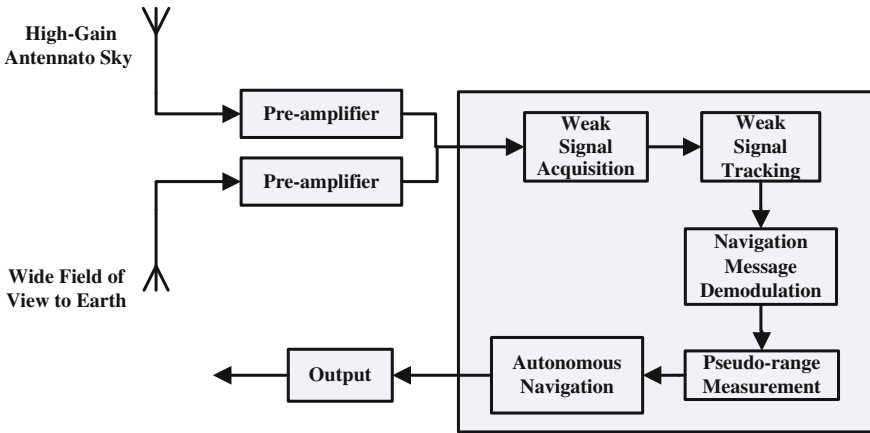 High-Gain
Antennato Sky
Pre-amplifier
Pre-amplifier
Wide Field of
View to Earth
Weak
Signal
Acquisition
Weak
Signal
Tracking
Navigation
Message
Demodulation
Pseudo-range
Measurement
Autonomous
Navigation
Output